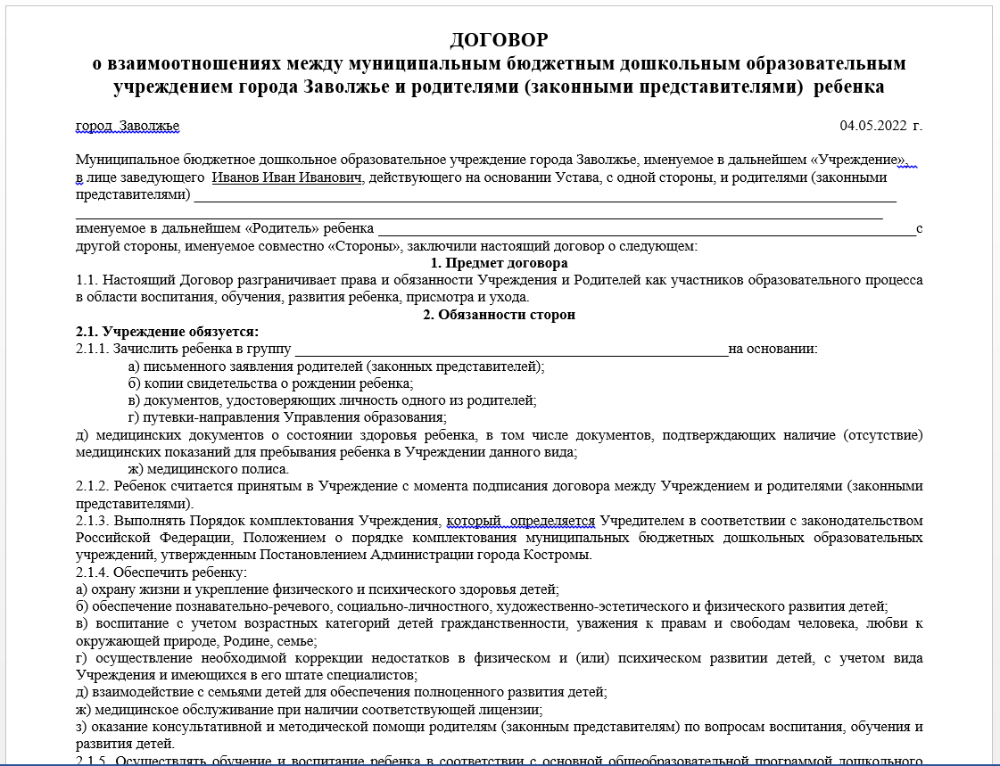 ДОГОВОР
о взаимоотношениях между муниципальным бюджетным дошкольным образовательным
учреждением города Заволжье и родителями (законными представителями)  ребенка
город  Заволжье 04.05.2022 г.
Муниципальное бюджетное дошкольное образовательное учреждение города Заволжье, именуемое в дальнейшем «Учреждение»,
в лице заведующего  Иванов Иван Иванович, действующего на основании Устава, с одной стороны, и родителями (законными
представителями) ______________________________
______________________________
именуемое в дальнейшем «Родитель» ребенка ______________________________с
другой стороны, именуемое совместно «Стороны», заключили настоящий договор о следующем:
1. Предмет договора
1.1. Настоящий Договор разграничивает права и обязанности Учреждения и Родителей как участников образовательного процесса
в области воспитания, обучения, развития ребенка, присмотра и ухода.
2. Обязанности сторон
2.1. Учреждение обязуется:
2.1.1. Зачислить ребенка в группу ______________________________на основании:
а) письменного заявления родителей (законных представителей);
б) копии свидетельства о рождении ребенка;
в) документов, удостоверяющих личность одного из родителей;
г) путевки-направления Управления образования;
д) медицинских документов о состоянии здоровья ребенка, в том числе документов, подтверждающих наличие (отсутствие)
медицинских показаний для пребывания ребенка в Учреждении данного вида;
ж) медицинского полиса.
2.1.2. Ребенок считается принятым в Учреждение с момента подписания договора между Учреждением и родителями (законными
представителями).
2.1.3. Выполнять Порядок комплектования Учреждения, который  определяется Учредителем в соответствии с законодательством
Российской Федерации, Положением о порядке комплектования муниципальных бюджетных дошкольных образовательных
учреждений, утвержденным Постановлением Администрации города Костромы.
2.1.4. Обеспечить ребенку:
а) охрану жизни и укрепление физического и психического здоровья детей;
б) обеспечение познавательно-речевого, социально-личностного, художественно-эстетического и физического развития детей;
в) воспитание с учетом возрастных категорий детей гражданственности, уважения к правам и свободам человека, любви к
окружающей природе, Родине, семье;
г) осуществление необходимой коррекции недостатков в физическом и (или) психическом развитии детей, с учетом вида
Учреждения и имеющихся в его штате специалистов;
д) взаимодействие с семьями детей для обеспечения полноценного развития детей;
ж) медицинское обслуживание при наличии соответствующей лицензии;
з) оказание консультативной и методической помощи родителям (законным представителям) по вопросам воспитания, обучения и
развития детей.
2.1.5. Осуществлять обучение и воспитание ребенка в соответствии с основной общеобразовательной программой дошкольного